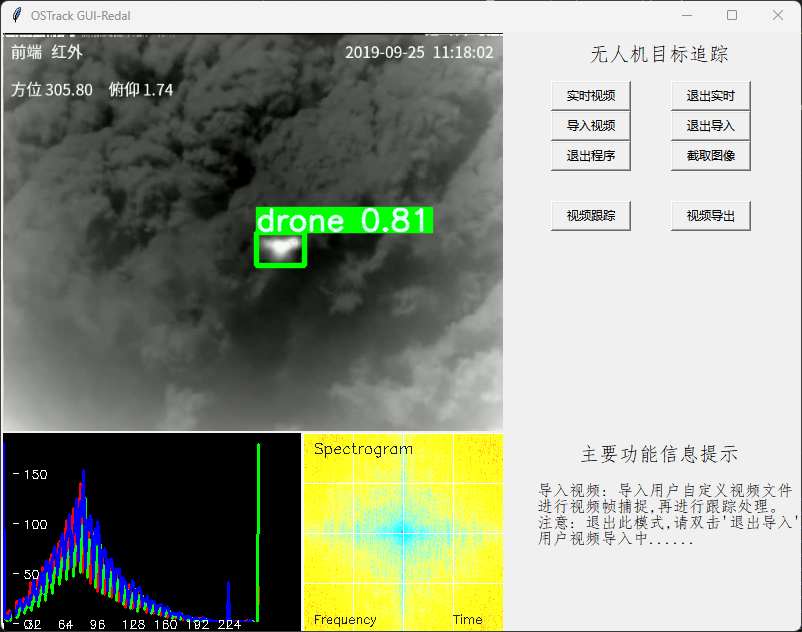 OSTrack GUI-Redal
前端 红外
2019-09-25 11:18:02
方位 305.80 俯仰 1.74
drone 0.81
无人机目标追踪
实时视频
退出实时
导入视频
退出导入
退出程序
截取图像
视频跟踪
视频导出
150
100
50
0
32 64 96 128 160 192 224
Spectrogram
Frequency
Time
主要功能信息提示
导入视频: 导入用户自定义视频文件
进行视频帧捕捉,再进行跟踪处理。
注意: 退出此模式,请双击'退出导入'
用户视频导入中......